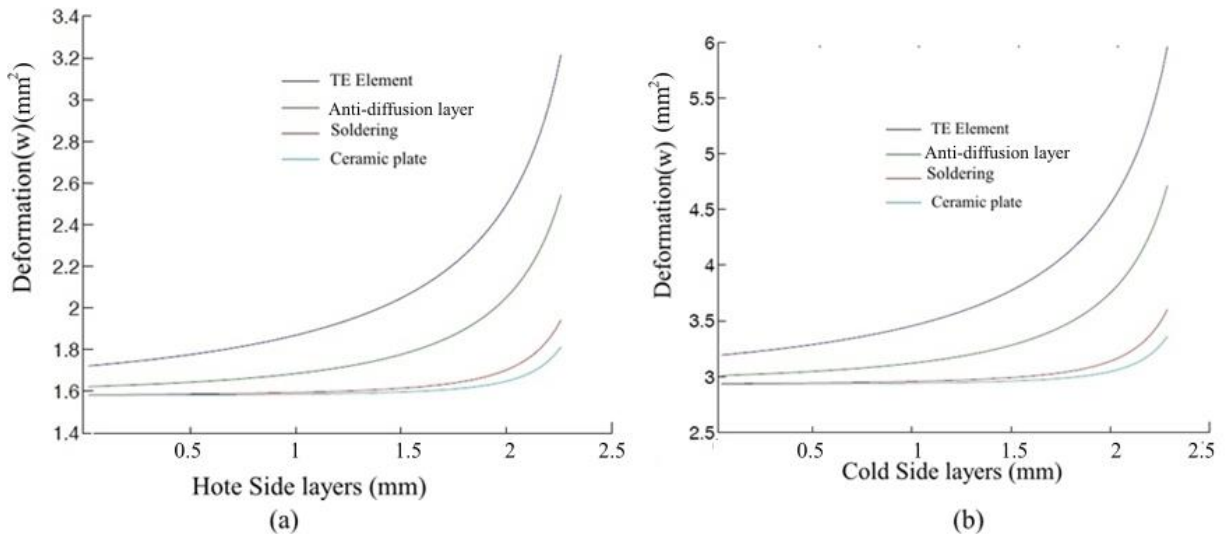 3.4
3.2
3
2.8
2.6
2.4
2.2
2
1.8
1.6
1.4
Deformation(w)(mm²)
TE Element
Anti-diffusion layer
Soldering
Ceramic plate
0.5 1 1.5 2 2.5
Hote Side layers (mm)
(a)
6
5.5
5
4.5
4
3.5
3
2.5
Deformation(w) (mm²)
TE Element
Anti-diffusion layer
Soldering
Ceramic plate
0.5 1 1.5 2 2.5
Cold Side layers (mm)
(b)